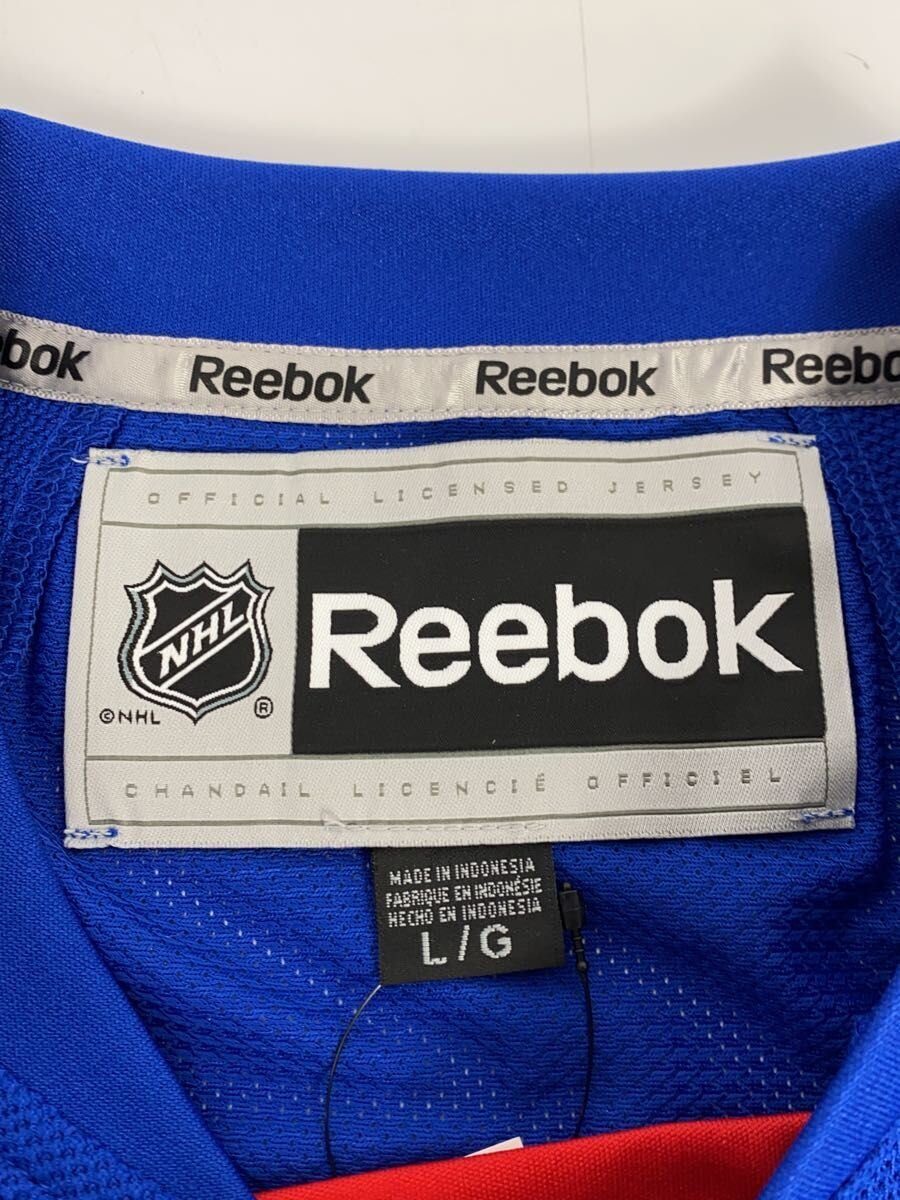 bok Reebok Reebok Reebo
OFFICIAL LICENSED JERSEY
NHL
Reebok
©NHL ®
CHANDAIL LICENCIÉ OFFICIEL
MADE IN INDONESIA
FABRIQUE EN INDONÉSIE
HECHO EN INDONESIA
L/G